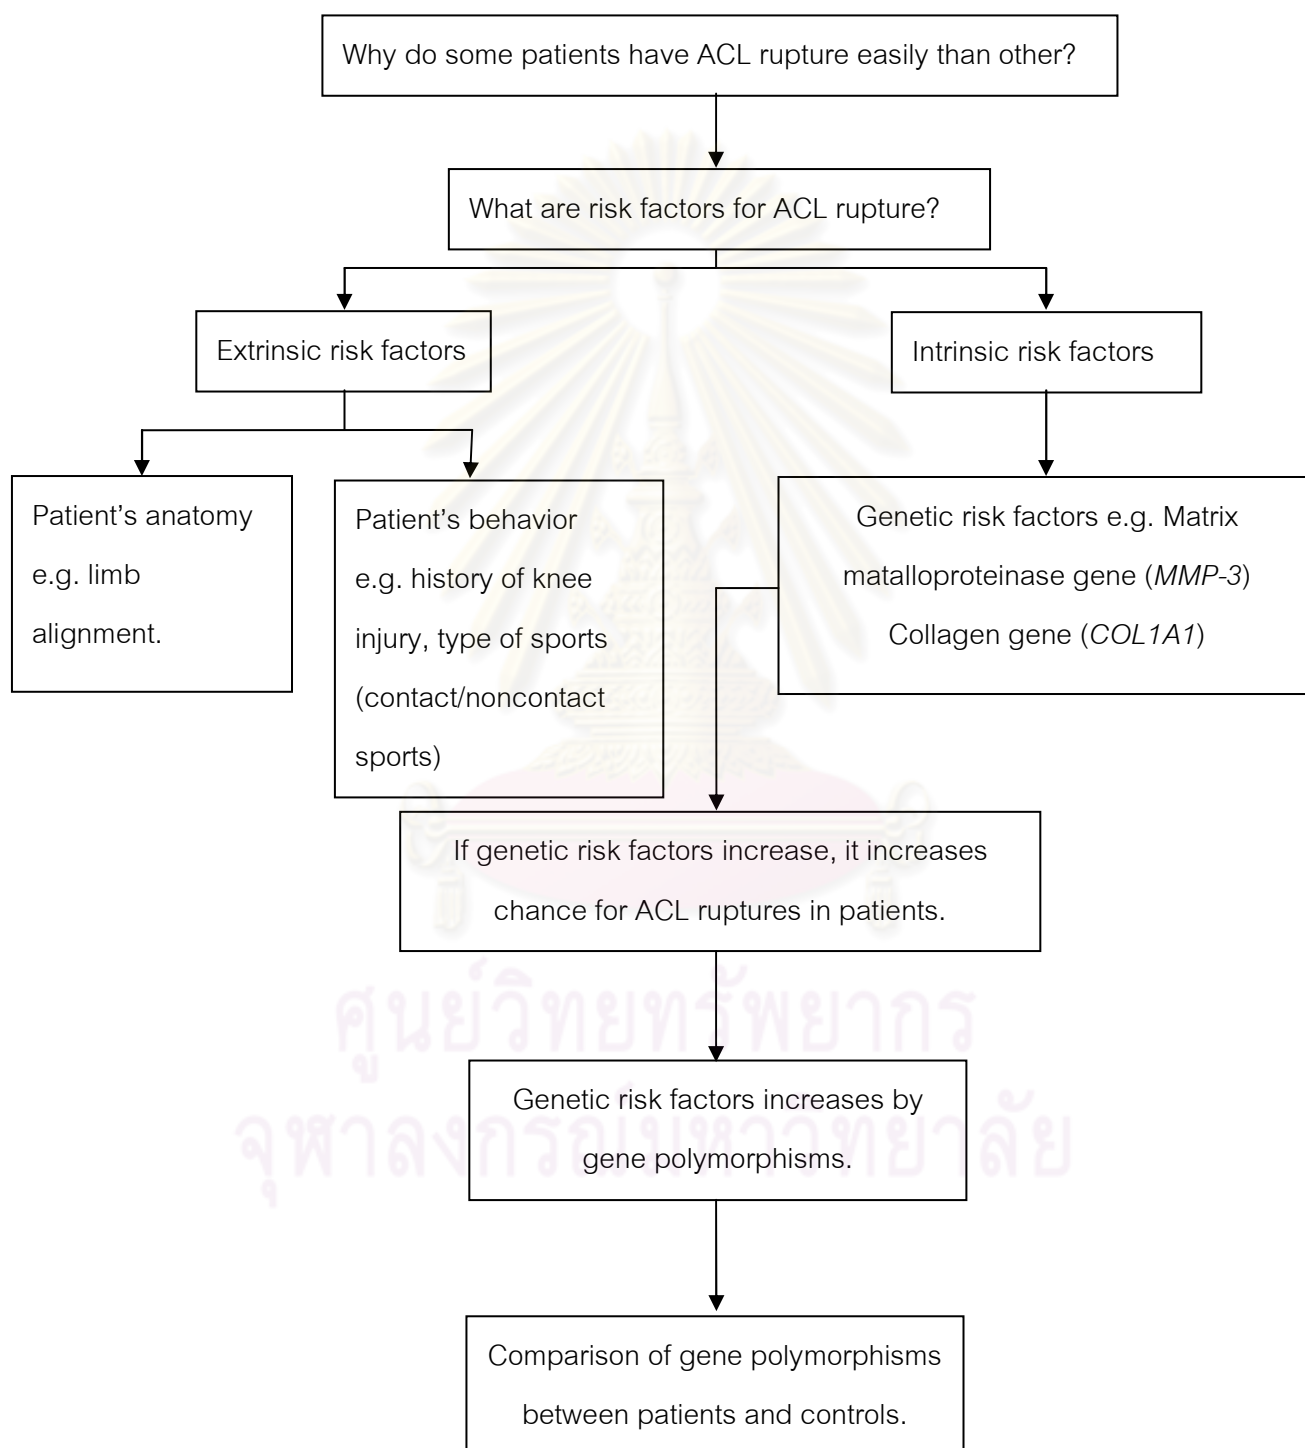 Why do some patients have ACL rupture easily than other?
What are risk factors for ACL rupture?
Extrinsic risk factors
Intrinsic risk factors
Patient’s anatomy
e.g. limb
alignment.
Patient’s behavior
e.g. history of knee
injury, type of sports
(contact/noncontact
sports)
Genetic risk factors e.g. Matrix
matalloproteinase gene (MMP-3)
Collagen gene (COL1A1)
If genetic risk factors increase, it increases
chance for ACL ruptures in patients.
ศูนย์วิทยทรัพยากร
Genetic risk factors increases by
gene polymorphisms.
จุฬาลงกรณ์มหาวิทยาลัย
Comparison of gene polymorphisms
between patients and controls.